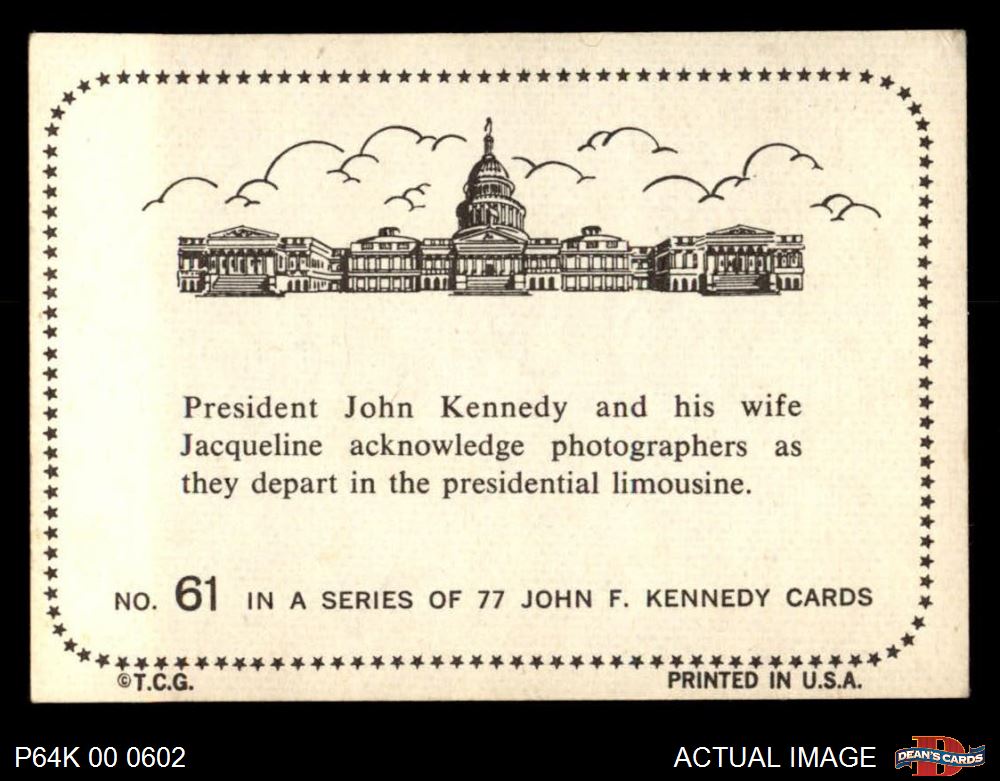 President John Kennedy and his wife
Jacqueline acknowledge photographers as
they depart in the presidential limousine.
NO. 61 IN A SERIES OF 77 JOHN F. KENNEDY CARDS
©T.C.G. PRINTED IN U.S.A.
P64K 00 0602 ACTUAL IMAGE DEAN'S CARDS